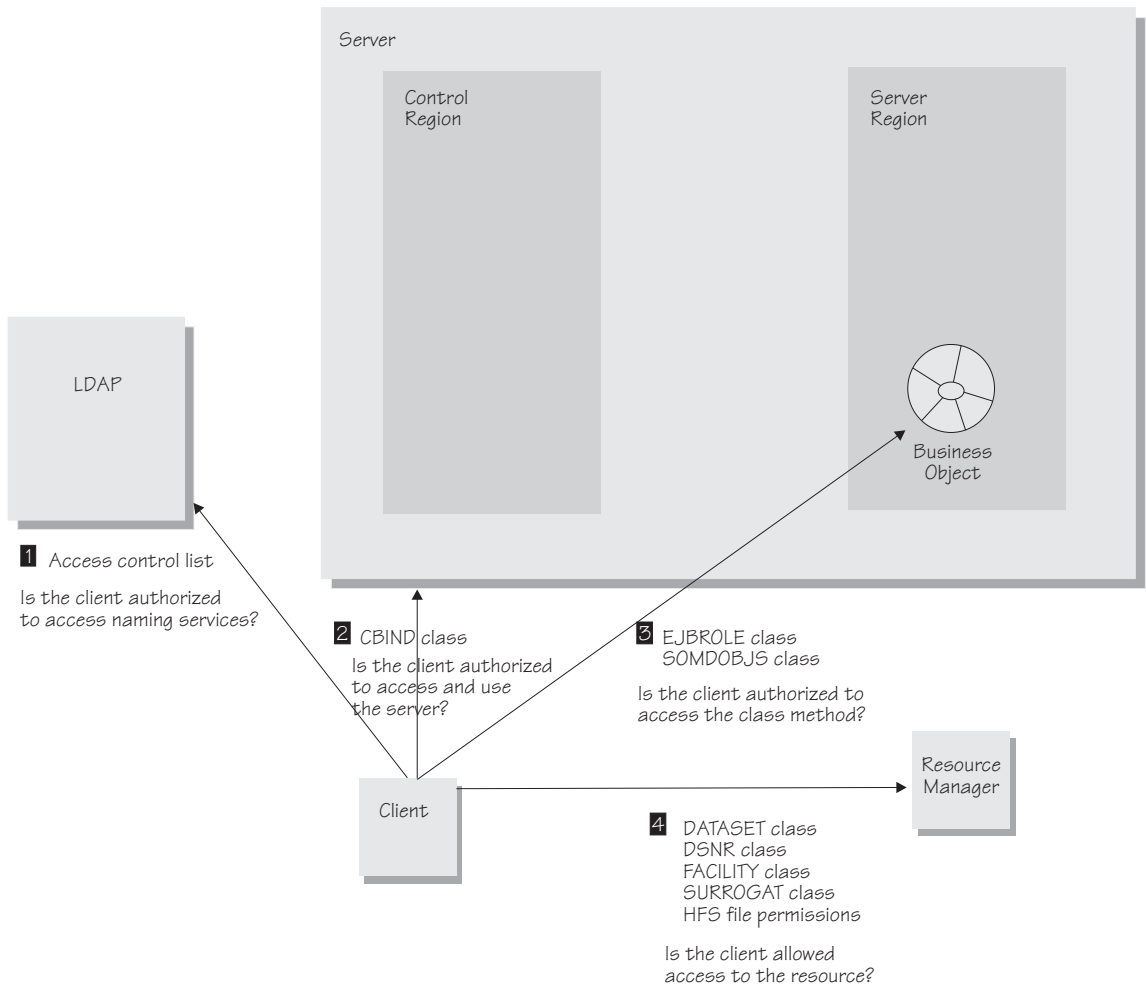 Server
Control
Region
Server
Region
LDAP
Business
Object
1 Access control list
Is the client authorized
to access naming services?
2 CBIND class
Is the client authorized
to access and use
the server?
3 EJBROLE class
SOMDOBJS class
Is the client authorized to
access the class method?
Resource
Manager
Client
4 DATASET class
DSNR class
FACILITY class
SURROGAT class
HFS file permissions
Is the client allowed
access to the resource?